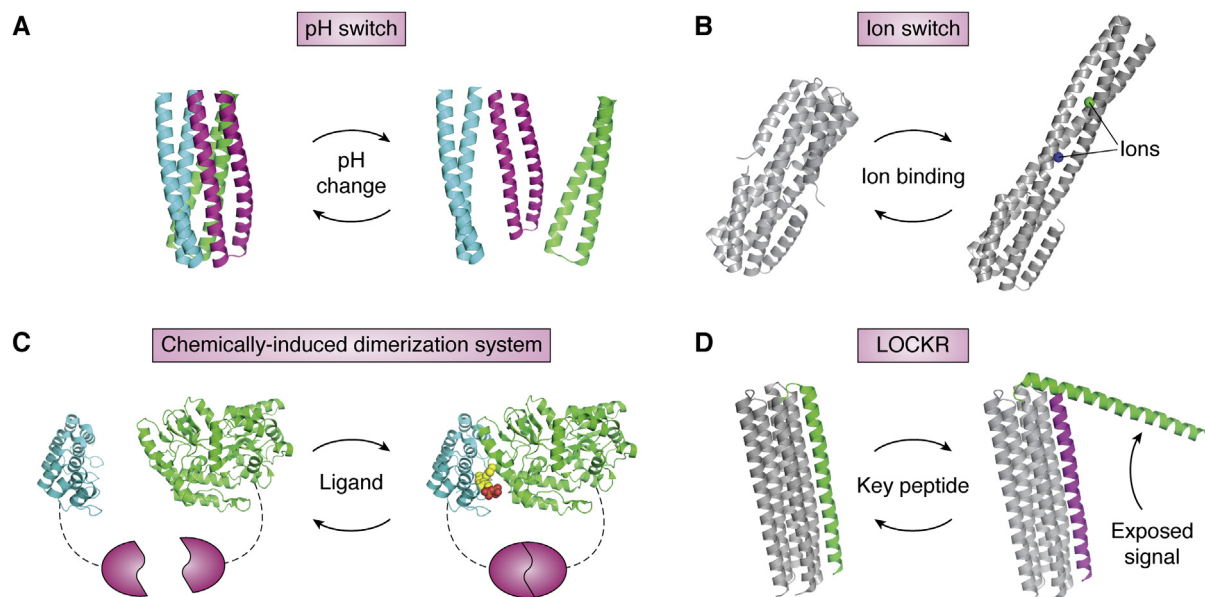 A
pH switch
pH
change
B
Ion switch
Ion binding
Ions
C
Chemically-induced dimerization system
Ligand
D
LOCKR
Key peptide
Exposed
signal